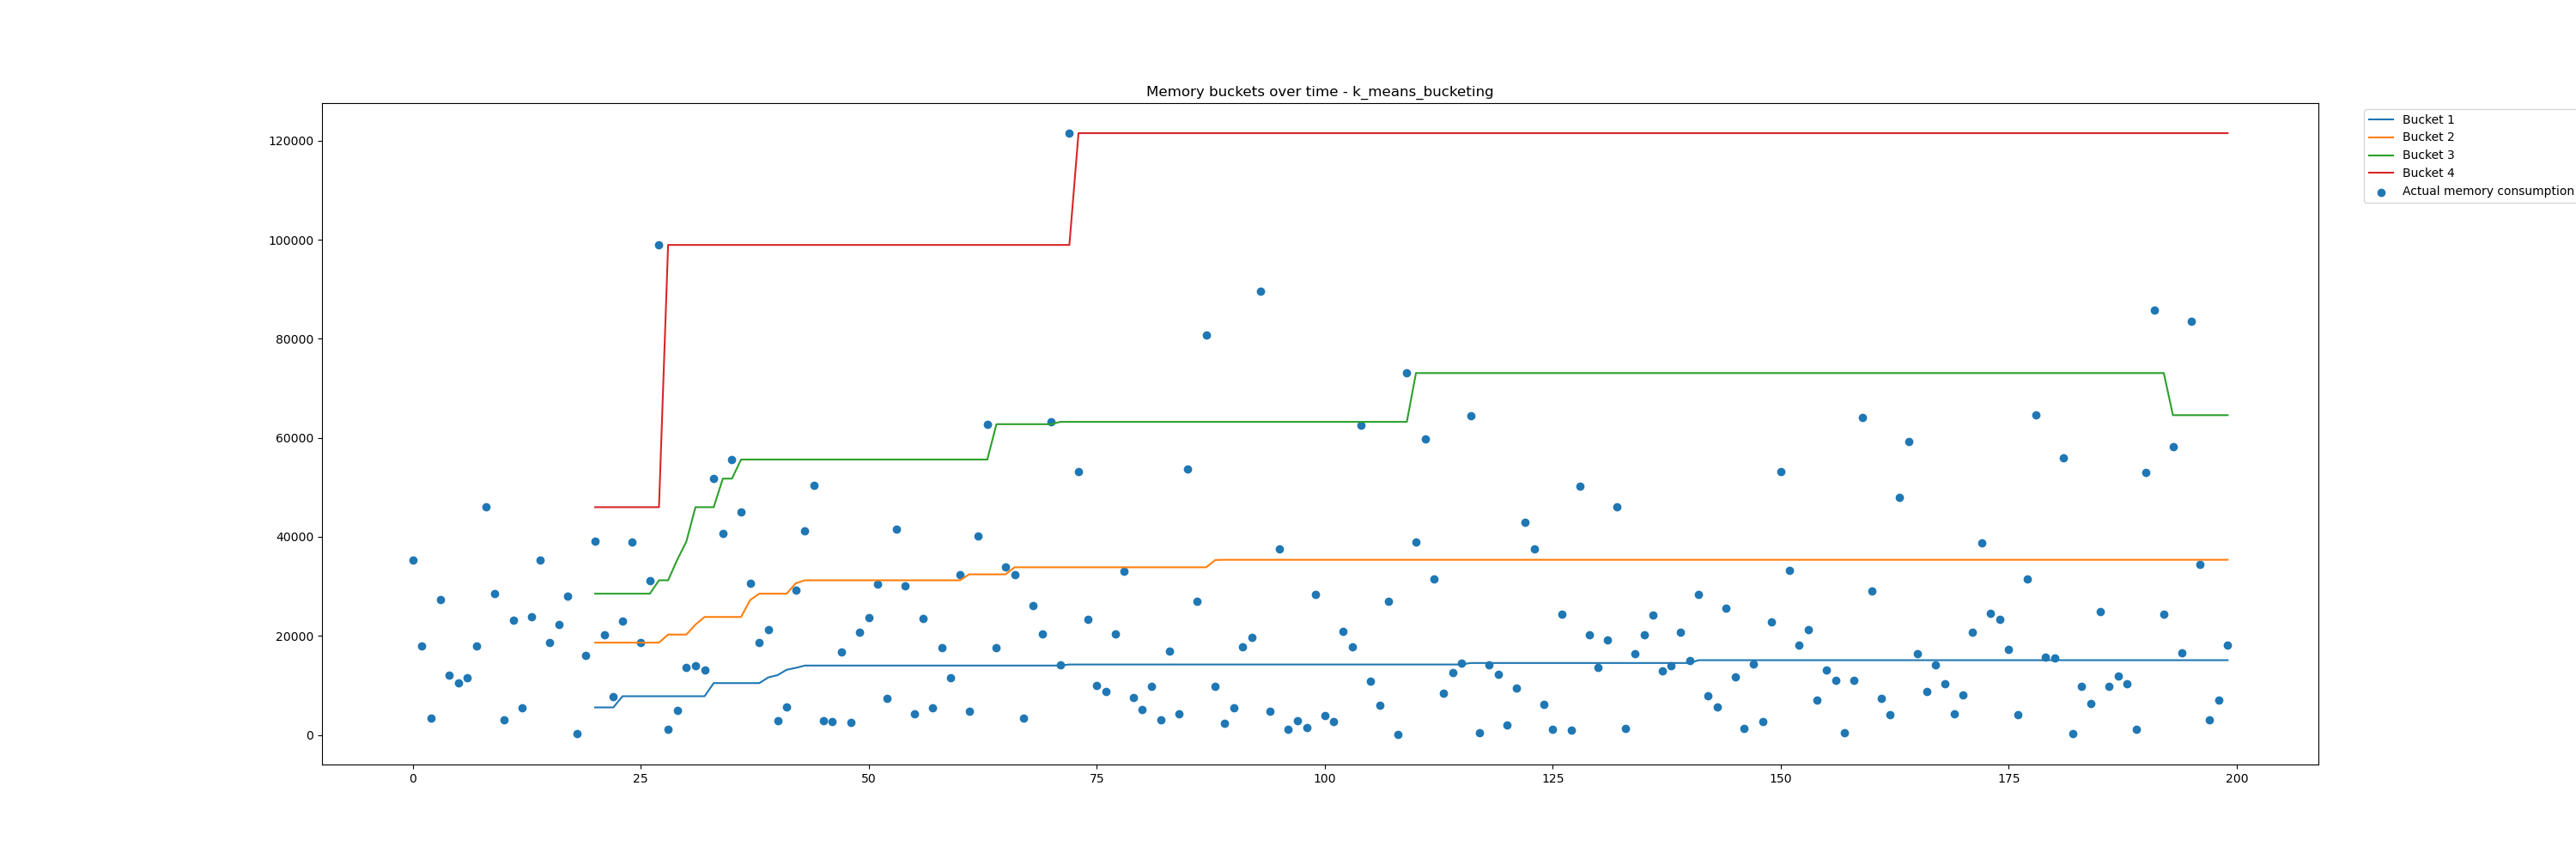 Memory buckets over time - k_means_bucketing
120000
100000
80000
60000
40000
20000
0
0 25 50 75 100 125 150 175 200
Bucket 1
Bucket 2
Bucket 3
Bucket 4
Actual memory consumption